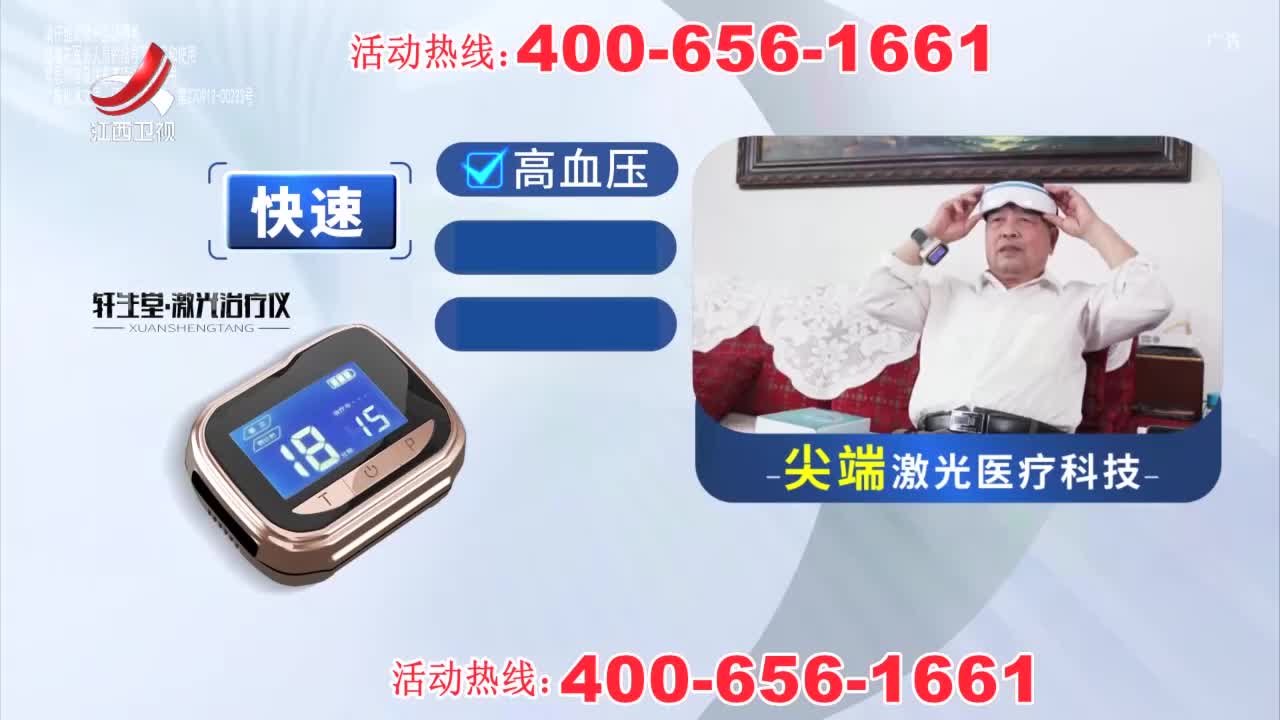 活动热线：400-656-1661
广告
江西卫视
高血压
快速
轩生堂·激光治疗仪
XUANSHENGTANG
18
15
T
P
尖端激光医疗科技
活动热线：400-656-1661